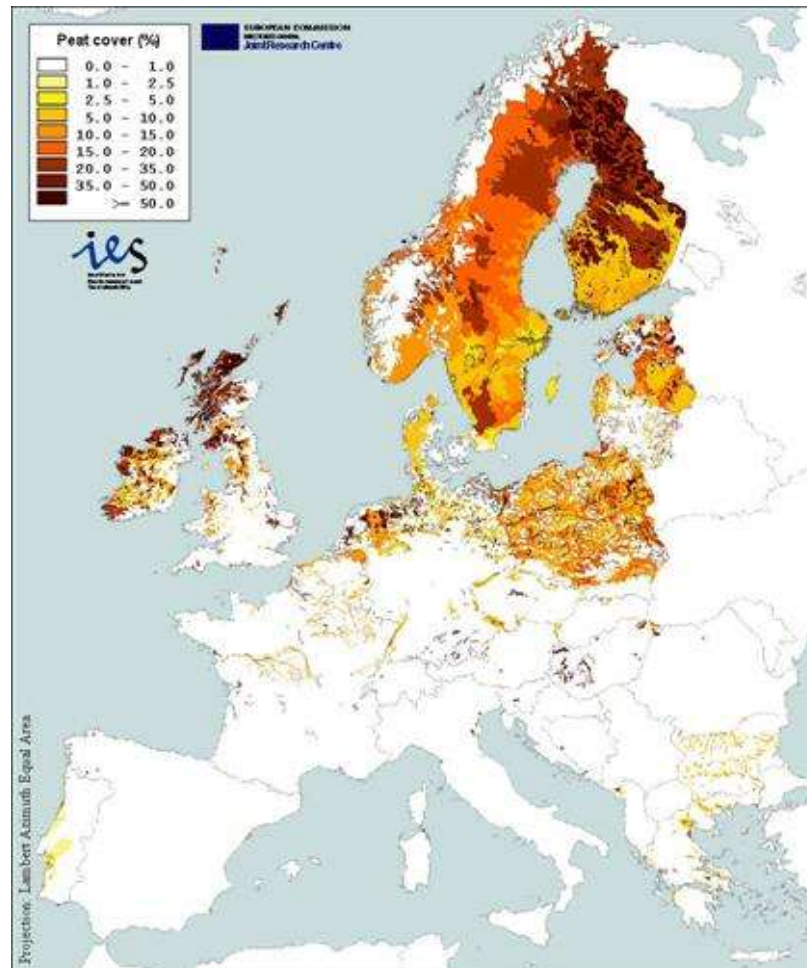 Peat cover (%)
0.0 - 1.0
1.0 - 2.5
2.5 - 5.0
5.0 - 10.0
10.0 - 15.0
15.0 - 20.0
20.0 - 35.0
35.0 - 50.0
>= 50.0
EUROPEAN COMMISSION
Joint Research Centre
ies
Projection: Lambert Azimuth Equal Area